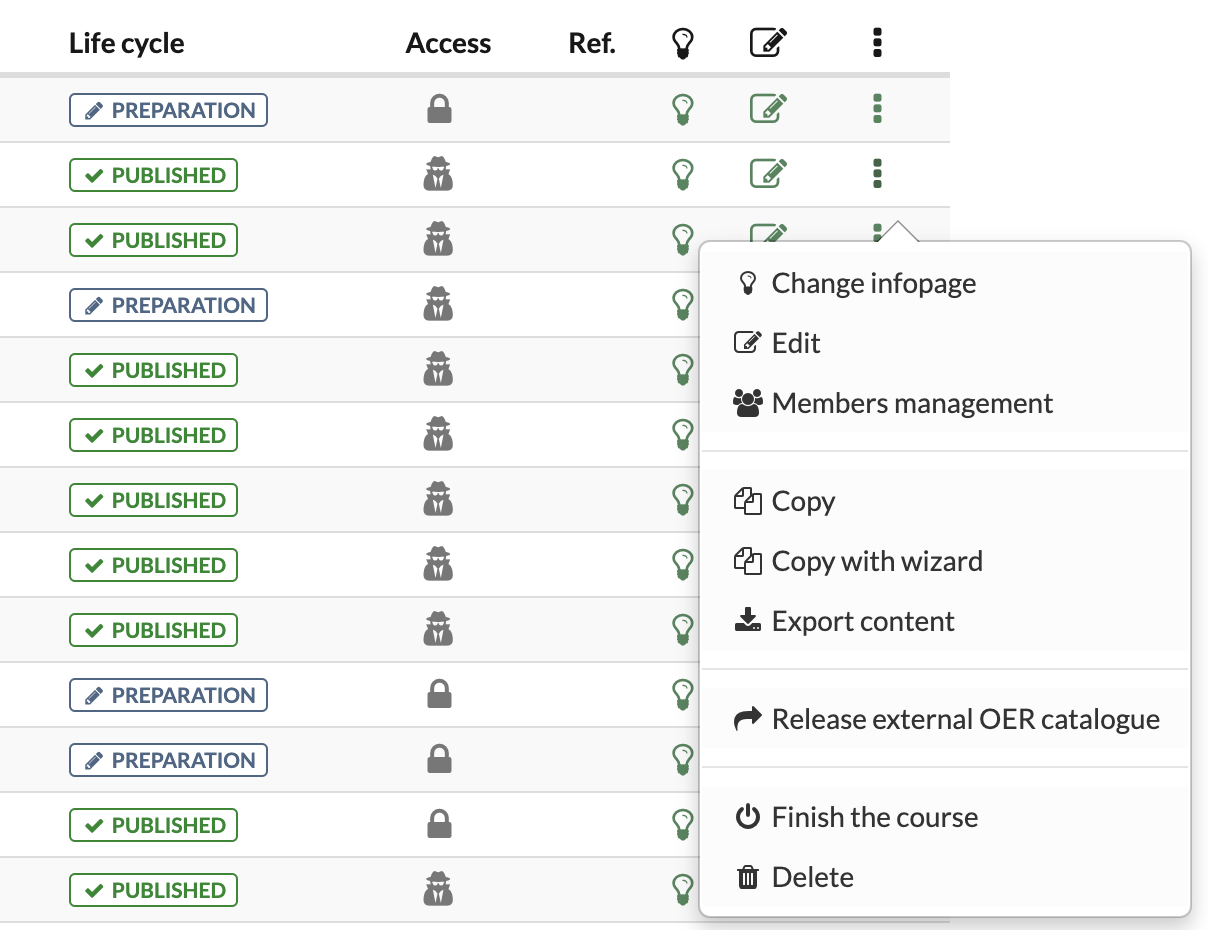 Life cycle Access Ref.
PREPARATION
PUBLISHED
PUBLISHED
PREPARATION
PUBLISHED
PUBLISHED
PUBLISHED
PUBLISHED
PUBLISHED
PREPARATION
PREPARATION
PUBLISHED
PUBLISHED
Change infopage
Edit
Members management
Copy
Copy with wizard
Export content
Release external OER catalogue
Finish the course
Delete